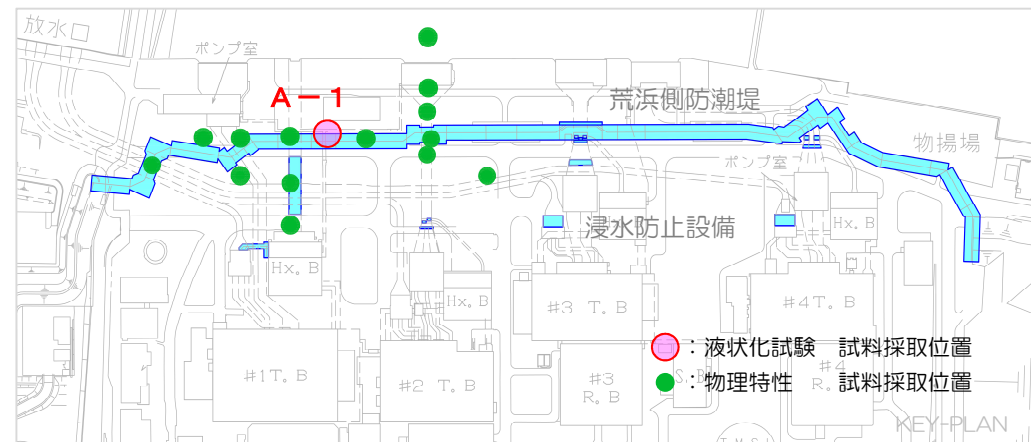 放水口
ポンプ室
A－1
荒浜側防潮堤
物揚場
ポンプ室
浸水防止設備
Hx。B
Hx。B
Hx。B
Hx。B
#3 T。B
#4T。B
#1T。B
#2 T。B
#3
R。B
S。B
#4
R。
：液状化試験　試料採取位置
：物理特性　試料採取位置
KEY-PLAN